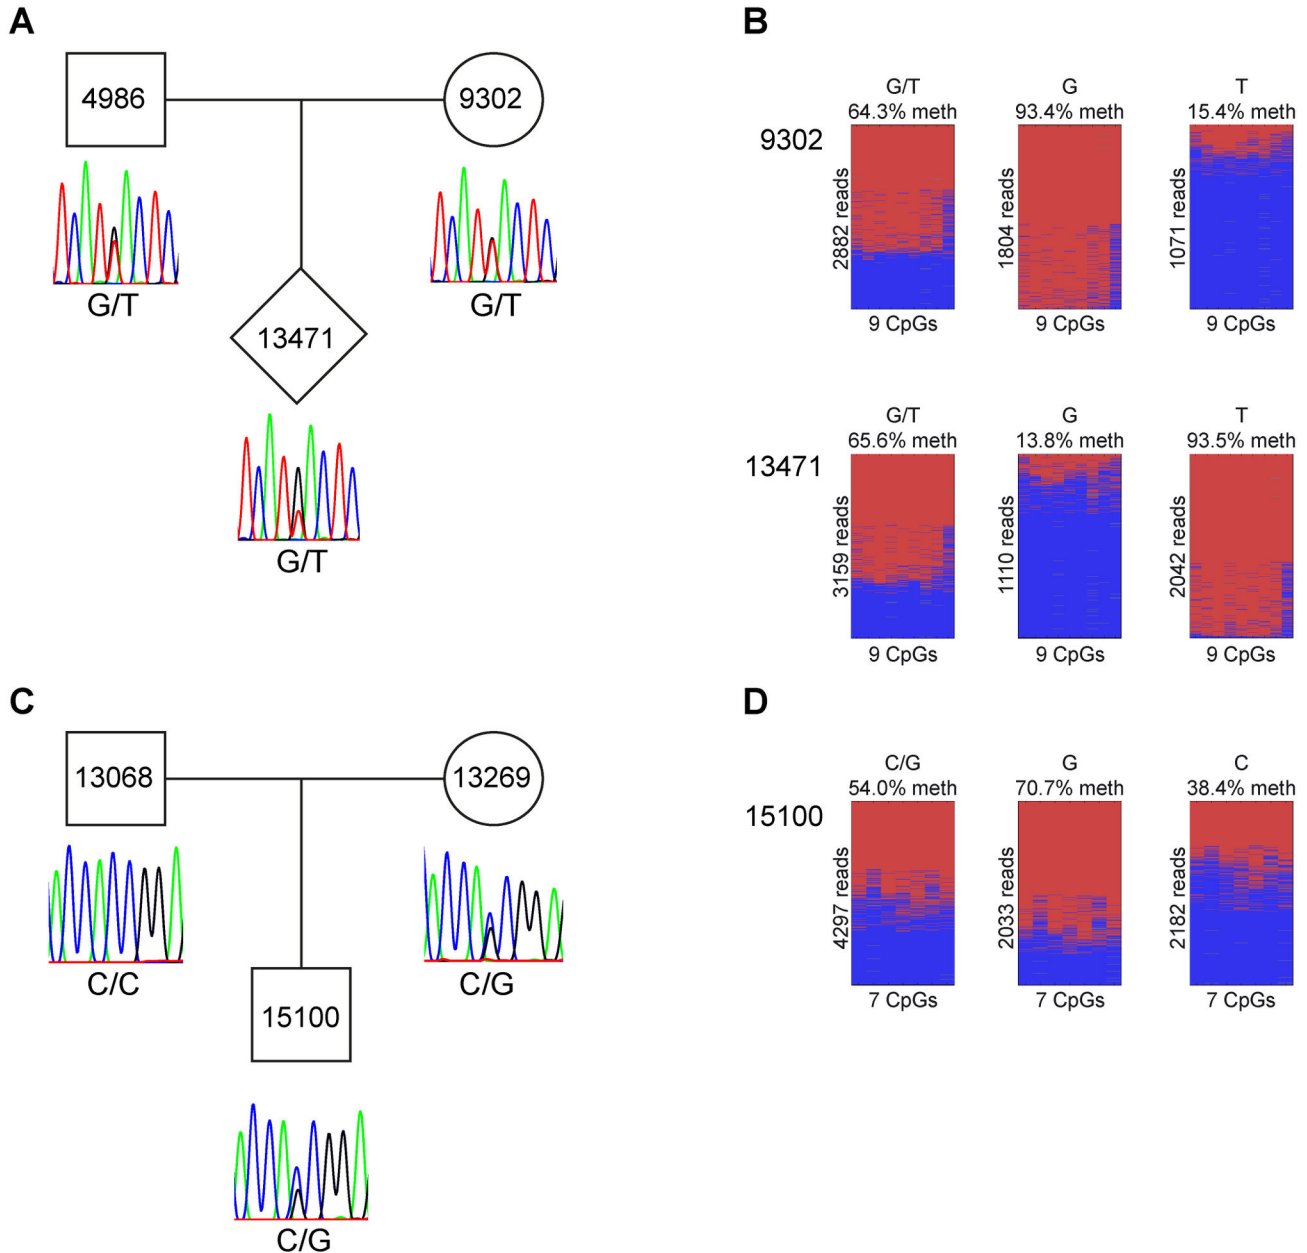 A
4986
9302
G/T
G/T
13471
G/T
B
9302
G/T
64.3% meth
2882 reads
9 CpGs
G
93.4% meth
1804 reads
9 CpGs
T
15.4% meth
1071 reads
9 CpGs
13471
G/T
65.6% meth
3159 reads
9 CpGs
G
13.8% meth
1110 reads
9 CpGs
T
93.5% meth
2042 reads
9 CpGs
C
13068
13269
C/C
C/G
15100
C/G
D
15100
C/G
54.0% meth
4297 reads
7 CpGs
G
70.7% meth
2033 reads
7 CpGs
C
38.4% meth
2182 reads
7 CpGs